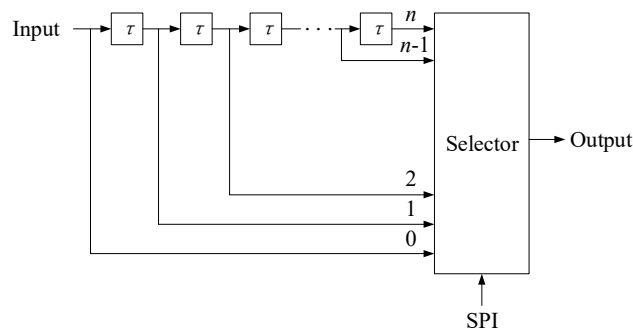 n
Input τ τ τ · · · τ
n-1
Selector Output
2
1
0
SPI